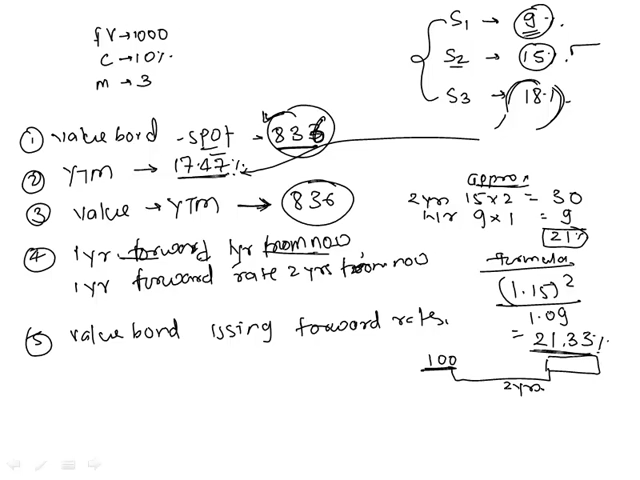 fV→1000
C→10%
m→3
S1 → 9%.
S2 → 15%.
S3 → 18%.
① value bond -spot - 836
② YTM → 17.47%
③ value → YTM → 836
④ 1yr forward 1yr from now
1yr forward rate 2yrs from now
⑤ value bond using forward rates.
approx
2yrs 15×2 = 30
1yr 9×1 = 9
21%
formula
(1.15)²
1.09
= 21.33%
100
2yrs